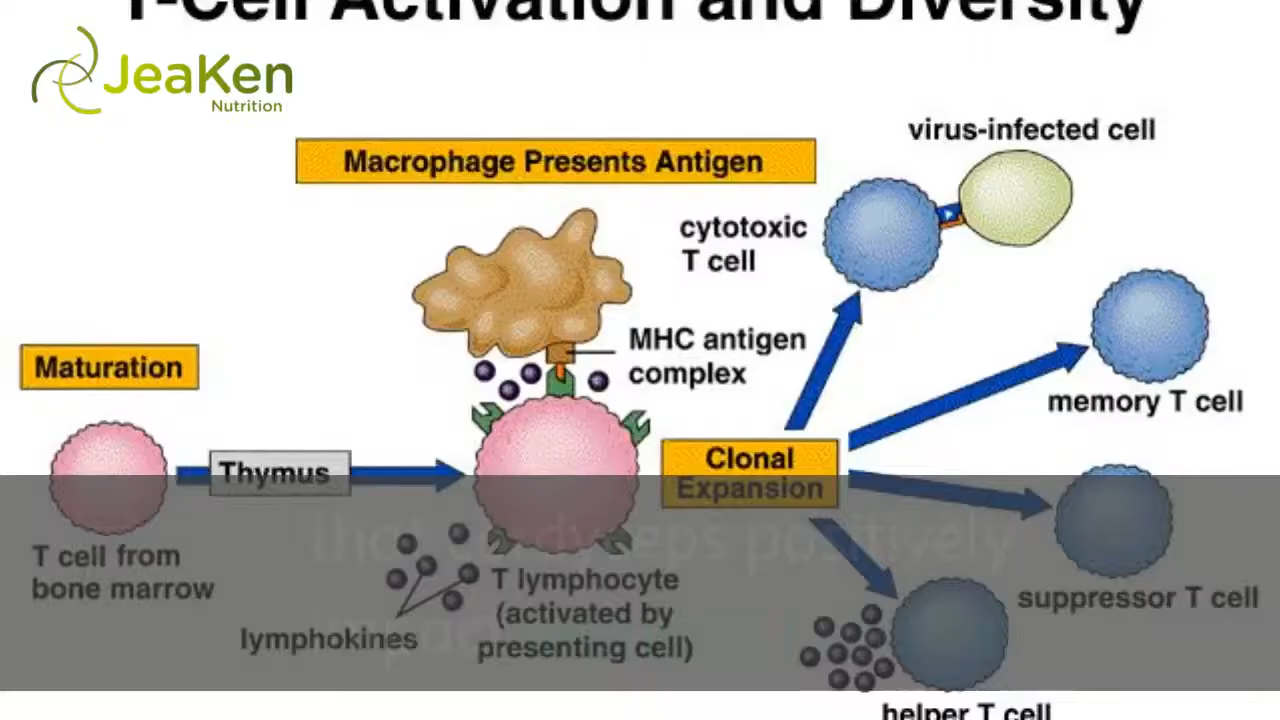 T-Cell Activation and Diversity
JeaKen
Nutrition
virus-infected cell
Macrophage Presents Antigen
cytotoxic
T cell
MHC antigen
complex
Maturation
memory T cell
Clonal
Expansion
Thymus
positively
T cell from
bone marrow
T lymphocyte
(activated by
presenting cell)
lymphokines
suppressor T cell
helper T cell